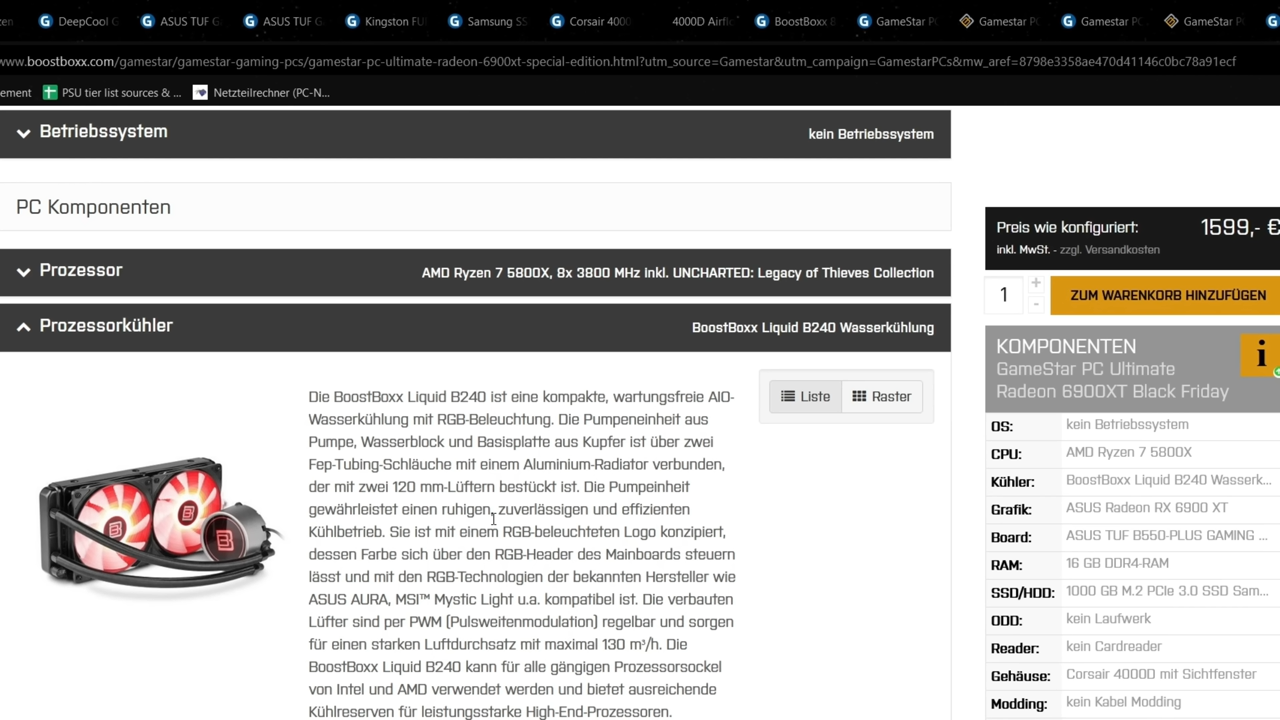 DeepCool G
ASUS TUF G
ASUS TUF G
Kingston FU
Samsung SS
Corsair 4000
4000D Airfl
BoostBoxx B
GameStar PC
Gamestar PC
Gamestar PC
GameStar PC
www.boostboxx.com/gamestar/gamestar-gaming-pcs/gamestar-pc-ultimate-radeon-6900xt-special-edition.html?utm_source=Gamestar&utm_campaign=GamestarPCs&mw_aref=8798e3358ae470d41146c0bc78a91ecf
ement
PSU tier list sources & ...
Netzteilrechner (PC-N...
Betriebssystem
kein Betriebssystem
PC Komponenten
Prozessor
AMD Ryzen 7 5800X, 8x 3800 MHz inkl. UNCHARTED: Legacy of Thieves Collection
Prozessorkühler
BoostBoxx Liquid B240 Wasserkühlung
Die BoostBoxx Liquid B240 ist eine kompakte, wartungsfreie AIO-
Wasserkühlung mit RGB-Beleuchtung. Die Pumpeneinheit aus
Pumpe, Wasserblock und Basisplatte aus Kupfer ist über zwei
Fep-Tubing-Schläuche mit einem Aluminium-Radiator verbunden,
der mit zwei 120 mm-Lüftern bestückt ist. Die Pumpeinheit
gewährleistet einen ruhigen, zuverlässigen und effizienten
Kühlbetrieb. Sie ist mit einem RGB-beleuchteten Logo konzipiert,
dessen Farbe sich über den RGB-Header des Mainboards steuern
lässt und mit den RGB-Technologien der bekannten Hersteller wie
ASUS AURA, MSI™ Mystic Light u.a. kompatibel ist. Die verbauten
Lüfter sind per PWM (Pulsweitenmodulation) regelbar und sorgen
für einen starken Luftdurchsatz mit maximal 130 m³/h. Die
BoostBoxx Liquid B240 kann für alle gängigen Prozessorsockel
von Intel und AMD verwendet werden und bietet ausreichende
Kühlreserven für leistungsstarke High-End-Prozessoren.
Liste
Raster
Preis wie konfiguriert:
1599,- €
inkl. MwSt. - zzgl. Versandkosten
1
+
-
ZUM WARENKORB HINZUFÜGEN
KOMPONENTEN
GameStar PC Ultimate
Radeon 6900XT Black Friday
i
OS: kein Betriebssystem
CPU: AMD Ryzen 7 5800X
Kühler: BoostBoxx Liquid B240 Wasserk...
Grafik: ASUS Radeon RX 6900 XT
Board: ASUS TUF B550-PLUS GAMING ...
RAM: 16 GB DDR4-RAM
SSD/HDD: 1000 GB M.2 PCIe 3.0 SSD Sam...
ODD: kein Laufwerk
Reader: kein Cardreader
Gehäuse: Corsair 4000D mit Sichtfenster
Modding: kein Kabel Modding